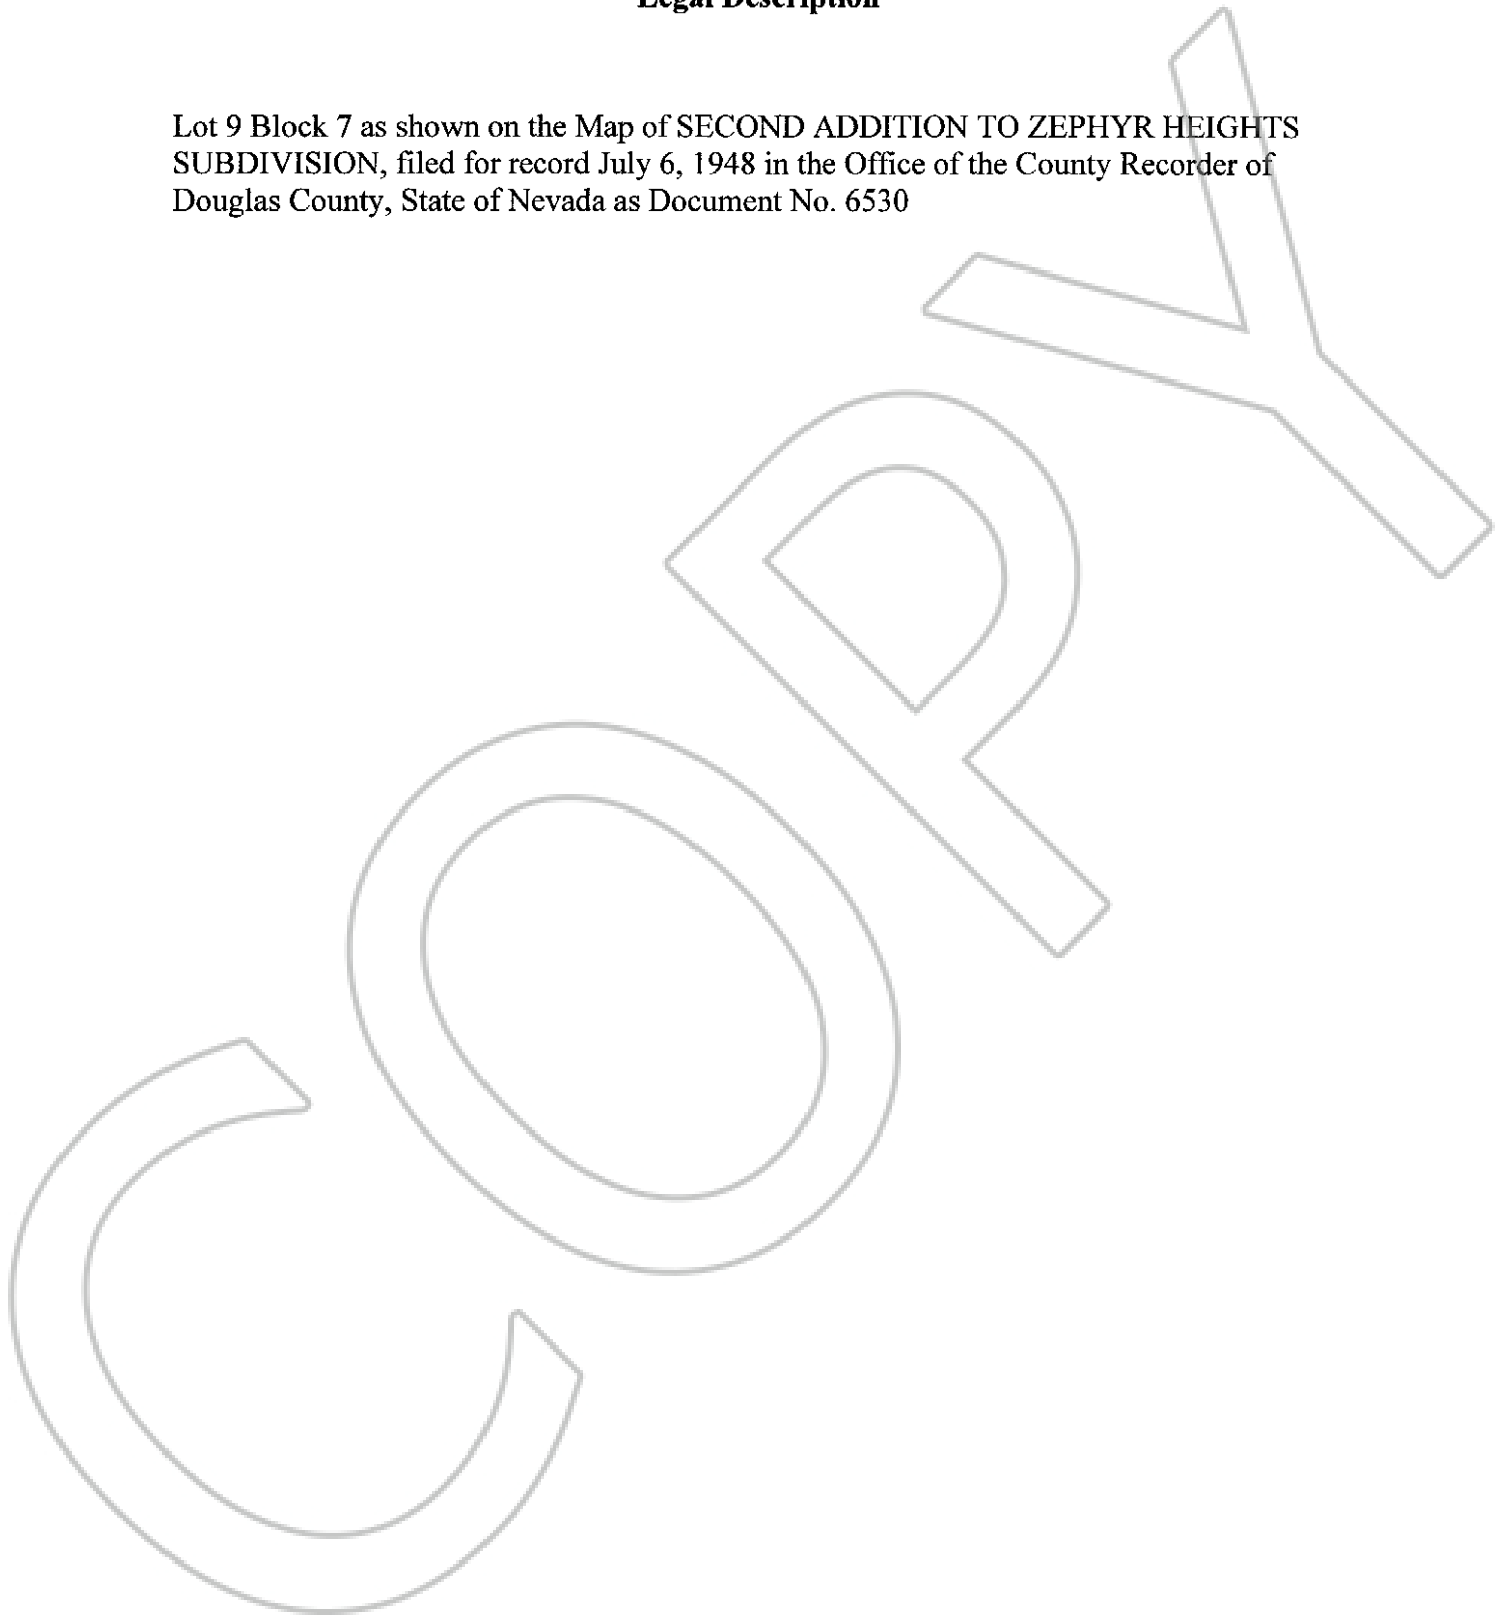 Legal Description
Lot 9 Block 7 as shown on the Map of SECOND ADDITION TO ZEPHYR HEIGHTS
SUBDIVISION, filed for record July 6, 1948 in the Office of the County Recorder of
Douglas County, State of Nevada as Document No. 6530
COPY